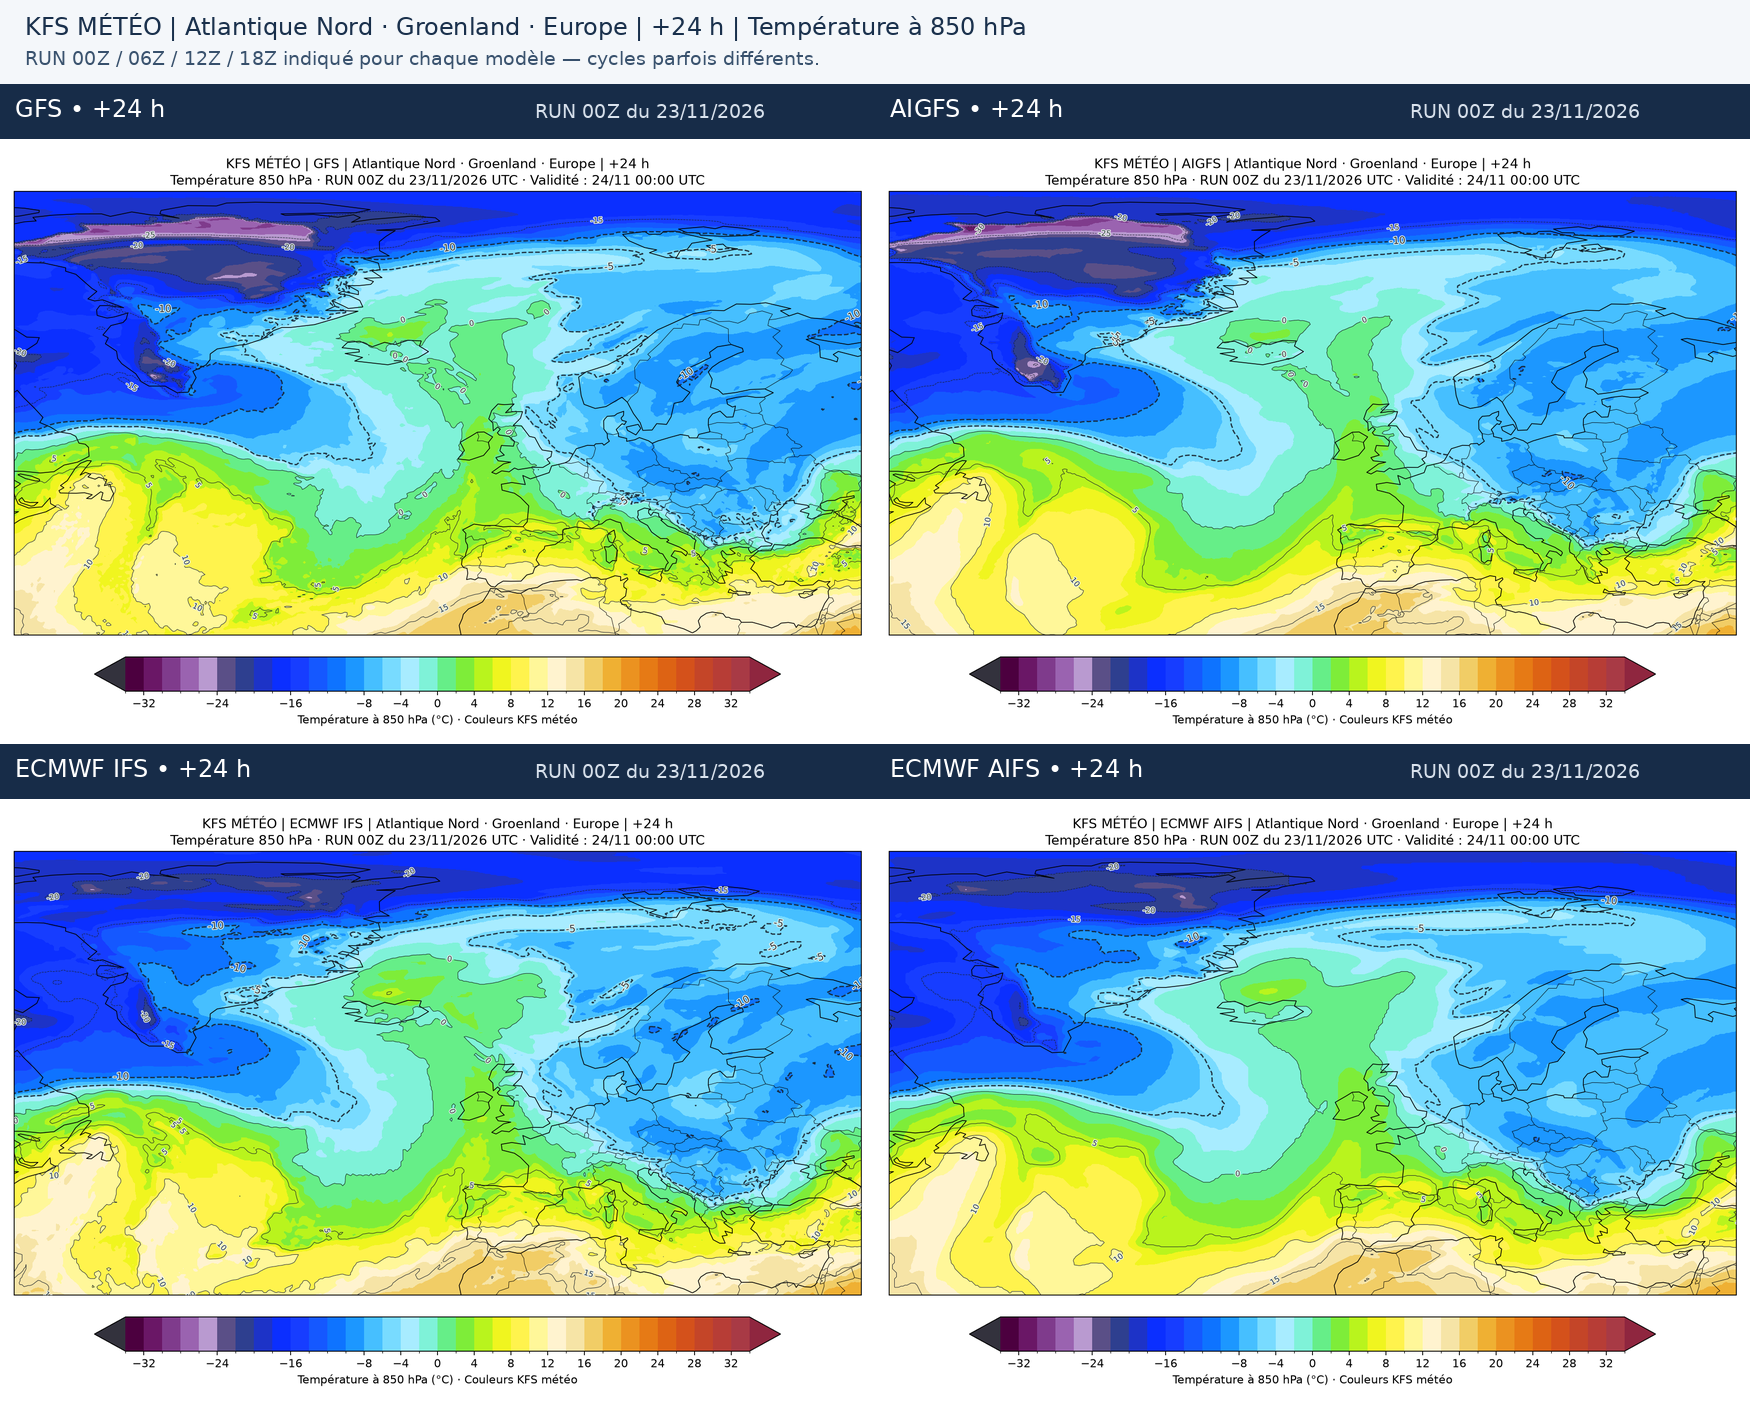 KFS MÉTÉO | Atlantique Nord · Groenland · Europe | +24 h | Température à 850 hPa
RUN 00Z / 06Z / 12Z / 18Z indiqué pour chaque modèle — cycles parfois différents.
GFS • +24 h
RUN 00Z du 23/11/2026
AIGFS • +24 h
RUN 00Z du 23/11/2026
KFS MÉTÉO | GFS | Atlantique Nord · Groenland · Europe | +24 h
Température 850 hPa · RUN 00Z du 23/11/2026 UTC · Validité : 24/11 00:00 UTC
KFS MÉTÉO | AIGFS | Atlantique Nord · Groenland · Europe | +24 h
Température 850 hPa · RUN 00Z du 23/11/2026 UTC · Validité : 24/11 00:00 UTC
−32 −24 −16 −8 −4 0 4 8 12 16 20 24 28 32
Température à 850 hPa (°C) · Couleurs KFS météo
−32 −24 −16 −8 −4 0 4 8 12 16 20 24 28 32
Température à 850 hPa (°C) · Couleurs KFS météo
ECMWF IFS • +24 h
RUN 00Z du 23/11/2026
ECMWF AIFS • +24 h
RUN 00Z du 23/11/2026
KFS MÉTÉO | ECMWF IFS | Atlantique Nord · Groenland · Europe | +24 h
Température 850 hPa · RUN 00Z du 23/11/2026 UTC · Validité : 24/11 00:00 UTC
KFS MÉTÉO | ECMWF AIFS | Atlantique Nord · Groenland · Europe | +24 h
Température 850 hPa · RUN 00Z du 23/11/2026 UTC · Validité : 24/11 00:00 UTC
−32 −24 −16 −8 −4 0 4 8 12 16 20 24 28 32
Température à 850 hPa (°C) · Couleurs KFS météo
−32 −24 −16 −8 −4 0 4 8 12 16 20 24 28 32
Température à 850 hPa (°C) · Couleurs KFS météo